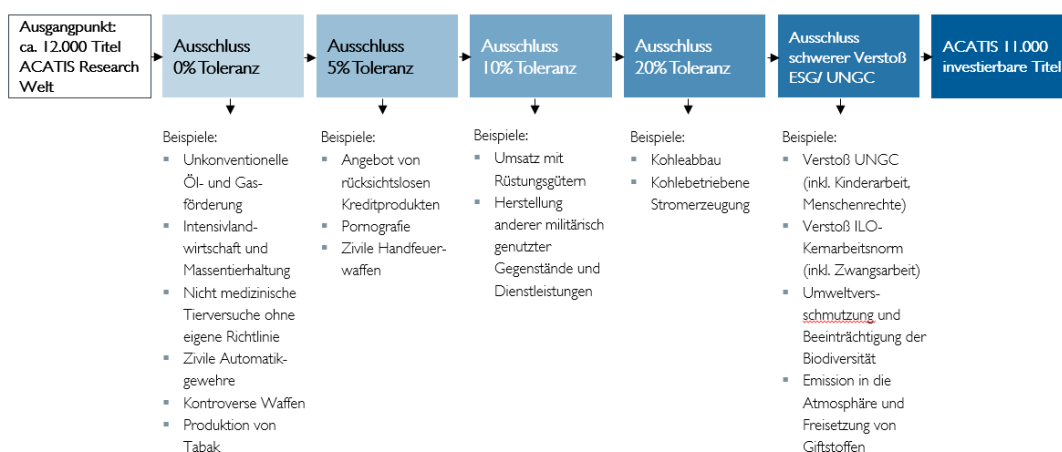 Ausgangpunkt:
ca. 12.000 Titel
ACATIS Research
Welt
Ausschluss
0% Toleranz
Ausschluss
5% Toleranz
Ausschluss
10% Toleranz
Ausschluss
20% Toleranz
Ausschluss
schwerer Verstoß
ESG/ UNGC
ACATIS 11.000
investierbare Titel
Beispiele:
Unkonventionelle
Öl- und Gas-
förderung
Intensivland-
wirtschaft und
Massentierhaltung
Nicht medizinische
Tierversuche ohne
eigene Richtlinie
Zivile Automatik-
gewehre
Kontroverse Waffen
Produktion von
Tabak
Beispiele:
Angebot von
rücksichtslosen
Kreditprodukten
Pornografie
Zivile Handfeuer-
waffen
Beispiele:
Umsatz mit
Rüstungsgütern
Herstellung
anderer militärisch
genutzter
Gegenstände und
Dienstleistungen
Beispiele:
Kohleabbau
Kohlebetriebene
Stromerzeugung
Beispiele:
Verstoß UNGC
(inkl. Kinderarbeit,
Menschenrechte)
Verstoß ILO-
Kernarbeitsnorm
(inkl. Zwangsarbeit)
Umweltvers-
schmutzung und
Beeinträchtigung der
Biodiversität
Emission in die
Atmosphäre und
Freisetzung von
Giftstoffen